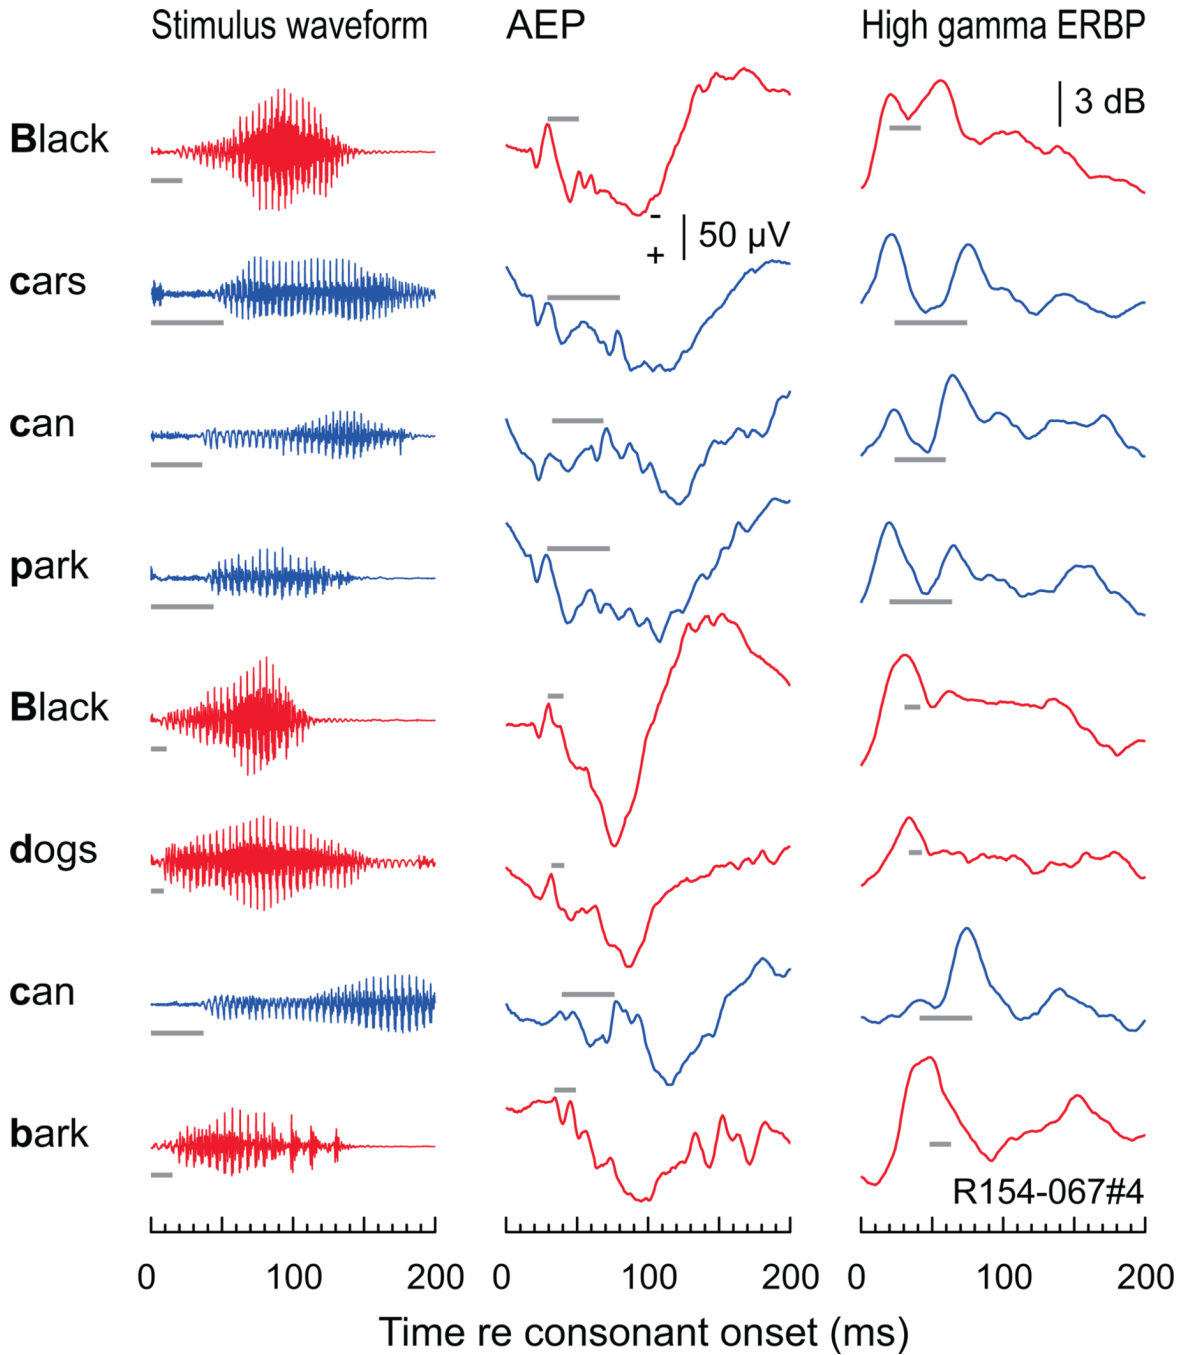 Stimulus waveform AEP High gamma ERBP
3 dB
Black
- 
+ 50 µV
cars
can
park
Black
dogs
can
bark
R154-067#4
0 100 200 0 100 200 0 100 200
Time re consonant onset (ms)